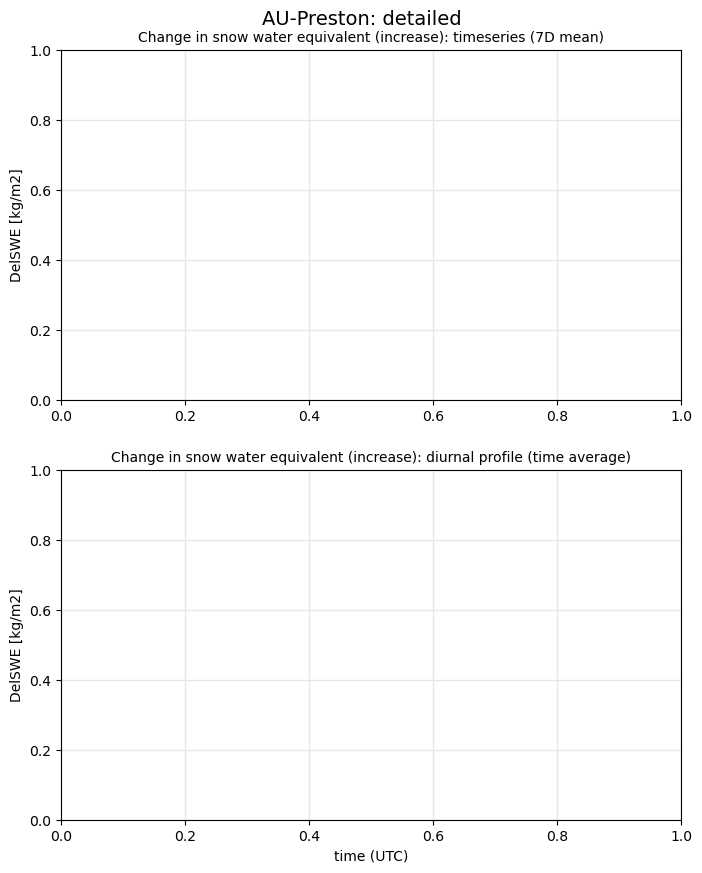 AU-Preston: detailed
Change in snow water equivalent (increase): timeseries (7D mean)
1.0
0.8
0.6
0.4
0.2
0.0
DelSWE [kg/m2]
0.0 0.2 0.4 0.6 0.8 1.0
Change in snow water equivalent (increase): diurnal profile (time average)
1.0
0.8
0.6
0.4
0.2
0.0
DelSWE [kg/m2]
0.0 0.2 0.4 0.6 0.8 1.0
time (UTC)